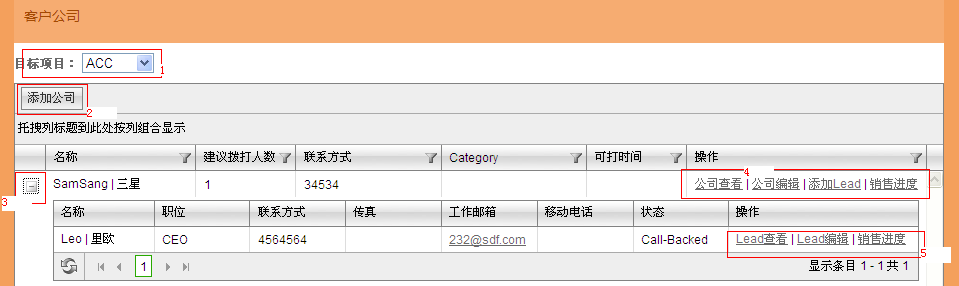 客户公司
目标项目： ACC 1
添加公司 2
托拽列标题到此处按列组合显示
名称 建议拨打人数 联系方式 Category 可打时间 操作
4
SamSang | 三星 1 34534 公司查看 | 公司编辑 | 添加Lead | 销售进度
3
名称 职位 联系方式 传真 工作邮箱 移动电话 状态 操作
Leo | 里欧 CEO 4564564 232@sdf.com Call-Backed Lead查看 | Lead编辑 | 销售进度
5
1 显示条目 1 - 1 共 1